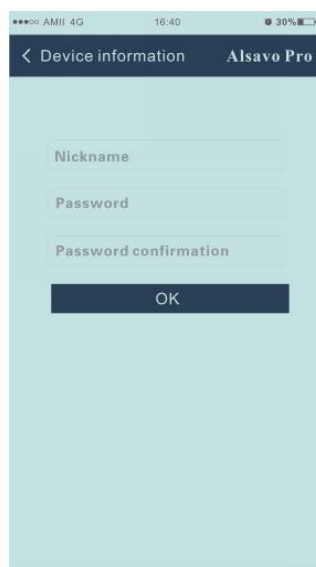 AMII 4G 16:40 30%
Device information Alsavo Pro
Nickname
Password
Password confirmation
OK